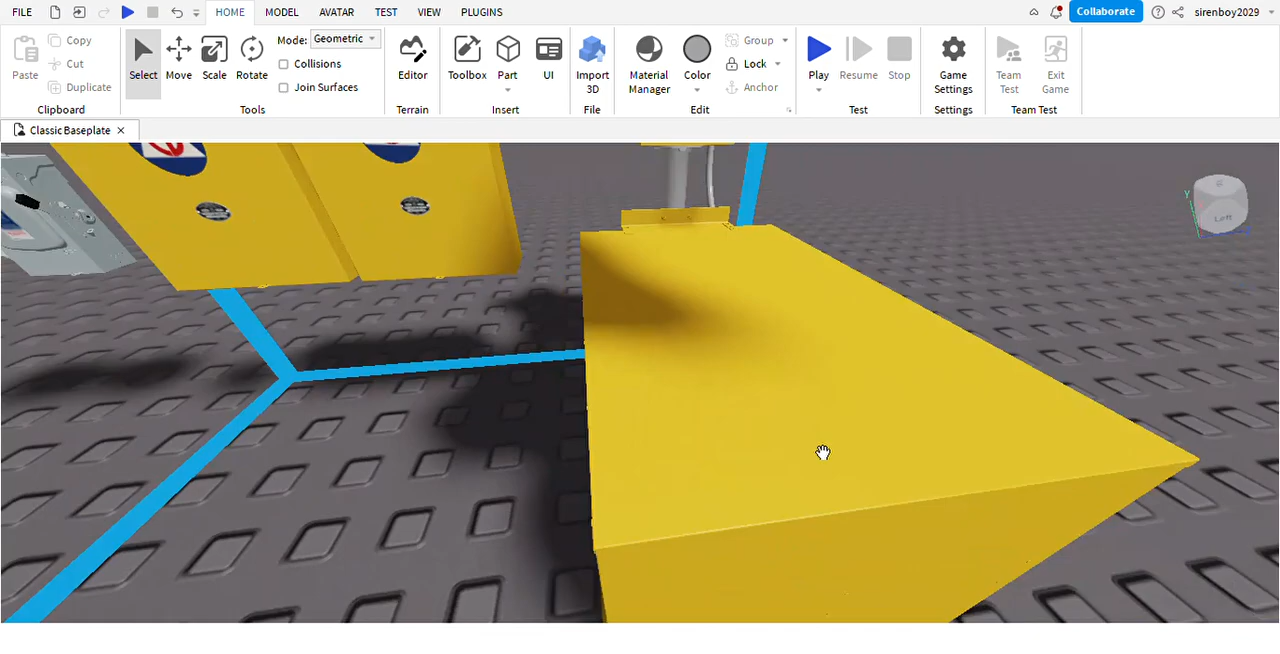 FILE HOME MODEL AVATAR TEST VIEW PLUGINS Collaborate sirenboy2029
Paste Copy Cut Duplicate Clipboard
Select Move Scale Rotate Mode: Geometric Collisions Join Surfaces Tools
Editor Terrain
Toolbox Part UI Insert
Import 3D File
Material Manager Color Group Lock Anchor Edit
Play Resume Stop Test
Game Settings Settings
Team Test Exit Game Team Test
Classic Baseplate
Y
Left